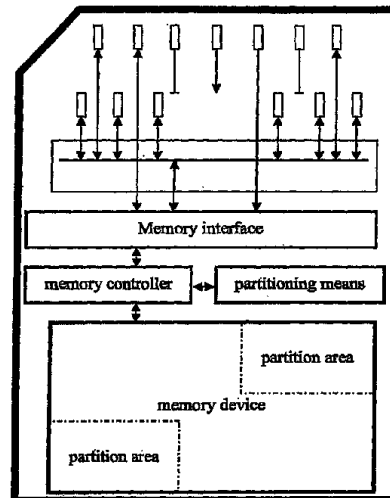 Memory interface
memory controller
partitioning means
partition area
memory device
partition area